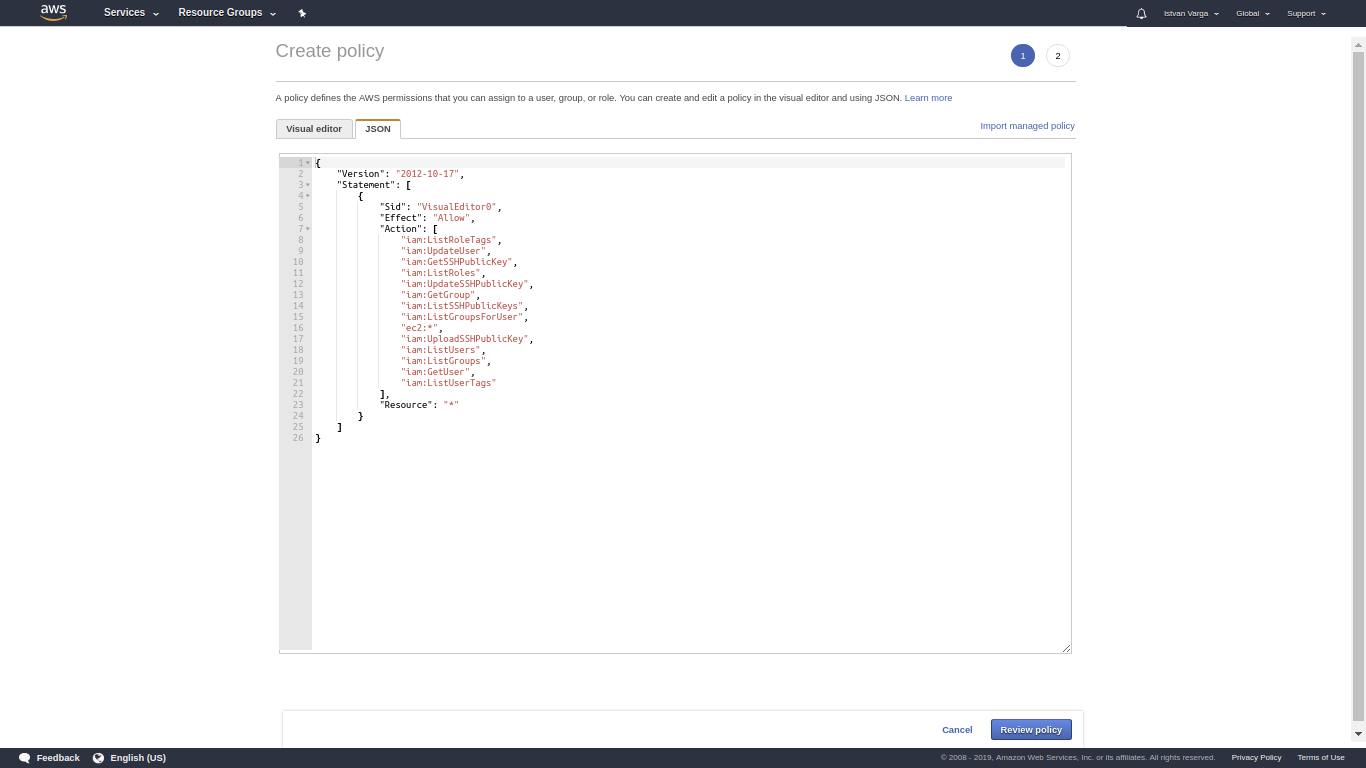 aws Services Resource Groups Istvan Varga Global Support
Create policy 1 2
A policy defines the AWS permissions that you can assign to a user, group, or role. You can create and edit a policy in the visual editor and using JSON. Learn more
Visual editor JSON Import managed policy
1 {
2 "Version": "2012-10-17",
3 "Statement": [
4 {
5 "Sid": "VisualEditor0",
6 "Effect": "Allow",
7 "Action": [
8 "iam:ListRoleTags",
9 "iam:UpdateUser",
10 "iam:GetSSHPublicKey",
11 "iam:ListRoles",
12 "iam:UpdateSSHPublicKey",
13 "iam:GetGroup",
14 "iam:ListSSHPublicKeys",
15 "iam:ListGroupsForUser",
16 "ec2:*",
17 "iam:UploadSSHPublicKey",
18 "iam:ListUsers",
19 "iam:ListGroups",
20 "iam:GetUser",
21 "iam:ListUserTags"
22 ],
23 "Resource": "*"
24 }
25 ]
26 }
Cancel Review policy
Feedback English (US) © 2008 - 2019, Amazon Web Services, Inc. or its affiliates. All rights reserved. Privacy Policy Terms of Use